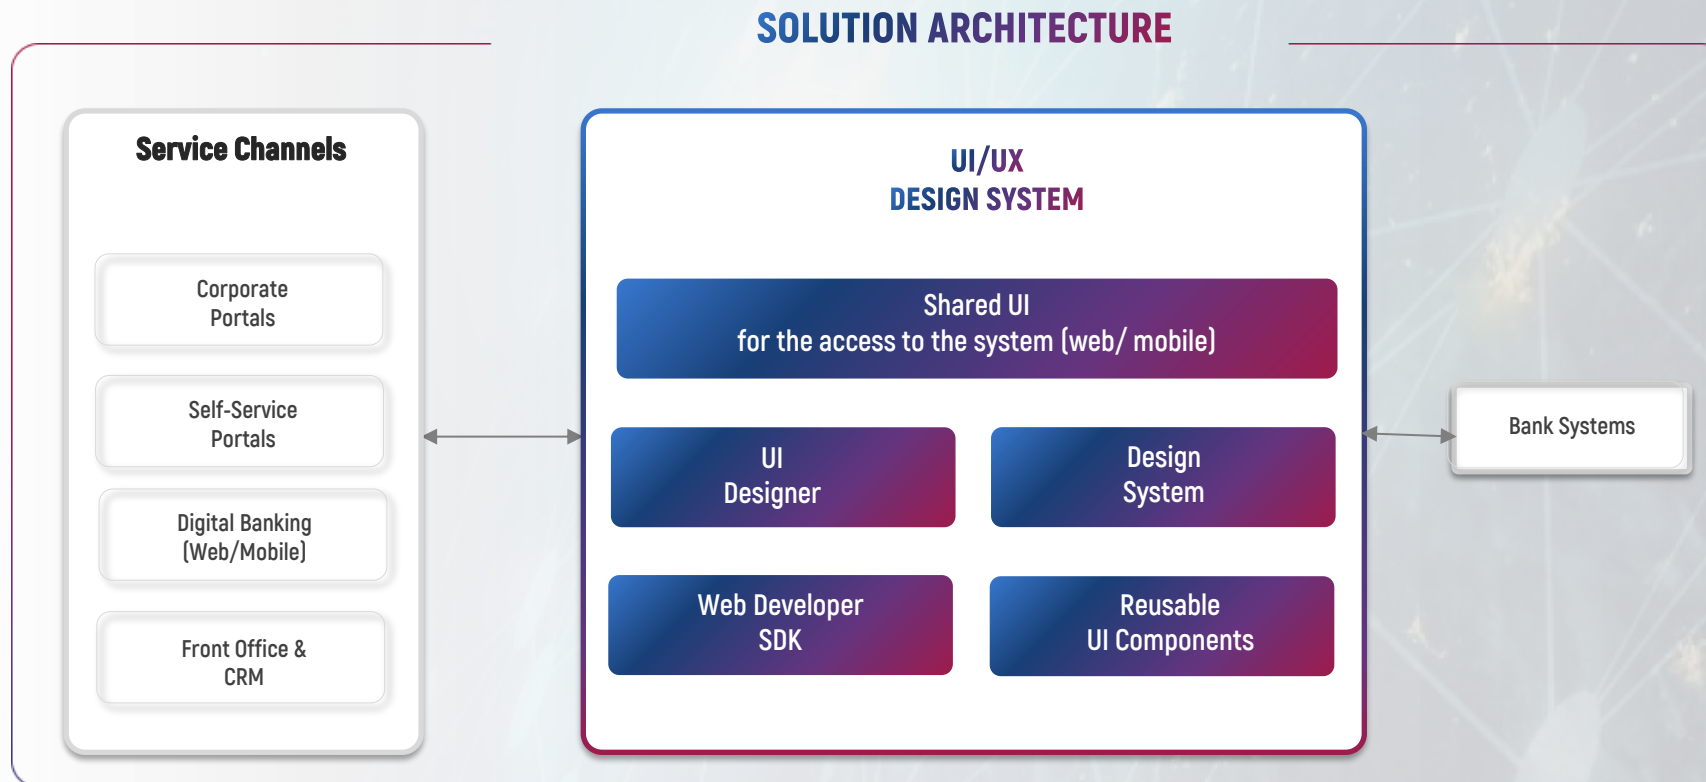 SOLUTION ARCHITECTURE
Service Channels
Corporate
Portals
Self-Service
Portals
Digital Banking
(Web/Mobile)
Front Office &
CRM
UI/UX
DESIGN SYSTEM
Shared UI
for the access to the system (web/ mobile)
UI
Designer
Design
System
Web Developer
SDK
Reusable
UI Components
Bank Systems